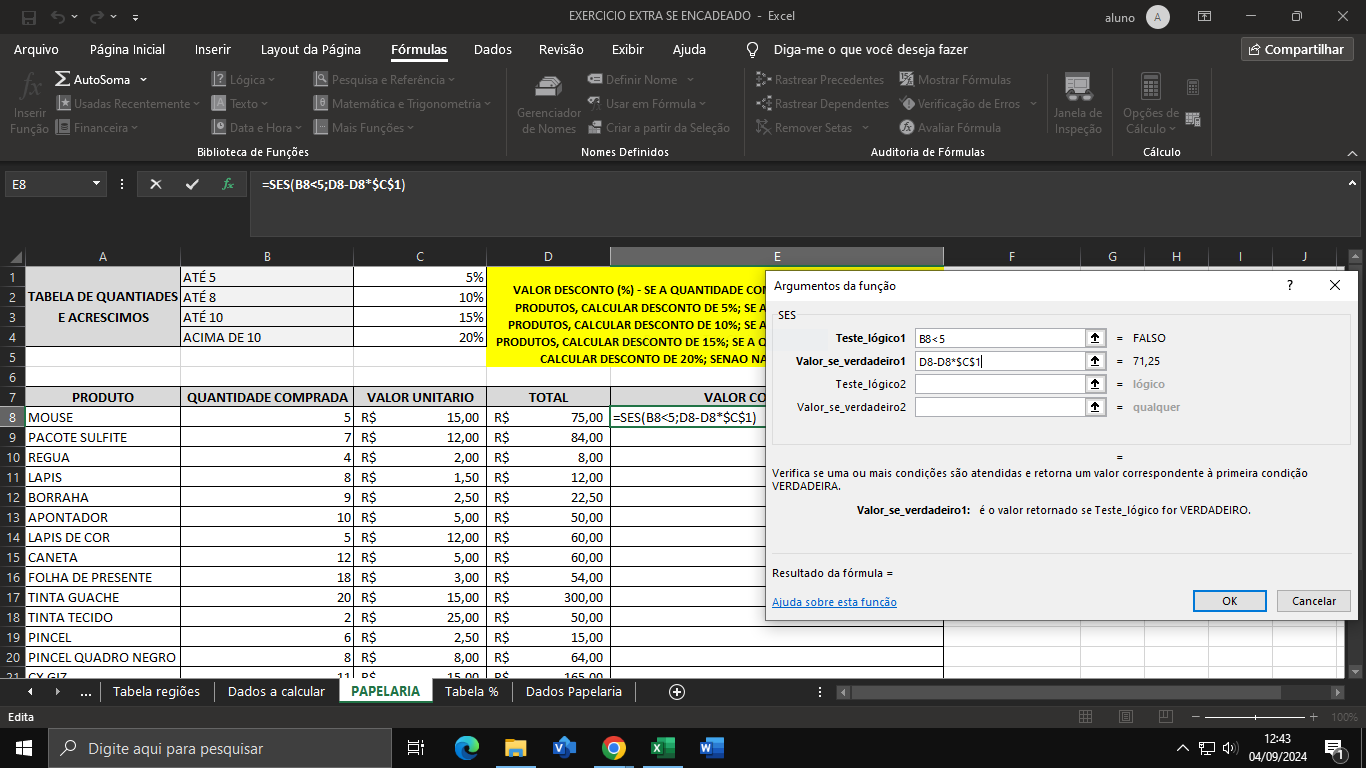 EXERCICIO EXTRA SE ENCADEADO - Excel
aluno A
Arquivo Página Inicial Inserir Layout da Página Fórmulas Dados Revisão Exibir Ajuda Diga-me o que você deseja fazer Compartilhar
fx Inserir Função
AutoSoma
Usadas Recentemente
Financeira
Lógica
Texto
Data e Hora
Pesquisa e Referência
Matemática e Trigonometria
Mais Funções
Biblioteca de Funções
Gerenciador de Nomes
Definir Nome
Usar em Fórmula
Criar a partir da Seleção
Nomes Definidos
Rastrear Precedentes
Rastrear Dependentes
Remover Setas
Mostrar Fórmulas
Verificação de Erros
Avaliar Fórmula
Auditoria de Fórmulas
Janela de Inspeção
Opções de Cálculo
Cálculo
E8 fx =SES(B8<5;D8-D8*$C$1)
A B C D E F G H I J
1 ATÉ 5 5%
2 ATÉ 8 10%
3 ATÉ 10 15%
4 ACIMA DE 10 20%
5
6
TABELA DE QUANTIADES
E ACRESCIMOS
VALOR DESCONTO (%) - SE A QUANTIDADE COM
PRODUTOS, CALCULAR DESCONTO DE 5%; SE A
PRODUTOS, CALCULAR DESCONTO DE 10%; SE A
PRODUTOS, CALCULAR DESCONTO DE 15%; SE A Q
CALCULAR DESCONTO DE 20%; SENAO NA
7 PRODUTO QUANTIDADE COMPRADA VALOR UNITARIO TOTAL VALOR CO
8 MOUSE 5 R$ 15,00 R$ 75,00 =SES(B8<5;D8-D8*$C$1)
9 PACOTE SULFITE 7 R$ 12,00 R$ 84,00
10 REGUA 4 R$ 2,00 R$ 8,00
11 LAPIS 8 R$ 1,50 R$ 12,00
12 BORRAHA 9 R$ 2,50 R$ 22,50
13 APONTADOR 10 R$ 5,00 R$ 50,00
14 LAPIS DE COR 5 R$ 12,00 R$ 60,00
15 CANETA 12 R$ 5,00 R$ 60,00
16 FOLHA DE PRESENTE 18 R$ 3,00 R$ 54,00
17 TINTA GUACHE 20 R$ 15,00 R$ 300,00
18 TINTA TECIDO 2 R$ 25,00 R$ 50,00
19 PINCEL 6 R$ 2,50 R$ 15,00
20 PINCEL QUADRO NEGRO 8 R$ 8,00 R$ 64,00
21 CX GIZ 11 R$ 15,00 R$ 165,00
Argumentos da função ?
SES
Teste_lógico1 B8<5 = FALSO
Valor_se_verdadeiro1 D8-D8*$C$1 = 71,25
Teste_lógico2 = lógico
Valor_se_verdadeiro2 = qualquer
=
Verifica se uma ou mais condições são atendidas e retorna um valor correspondente à primeira condição
VERDADEIRA.
Valor_se_verdadeiro1: é o valor retornado se Teste_lógico for VERDADEIRO.
Resultado da fórmula =
Ajuda sobre esta função
OK Cancelar
... Tabela regiões Dados a calcular PAPELARIA Tabela % Dados Papelaria
Edita 100%
Digite aqui para pesquisar
12:43
04/09/2024
1